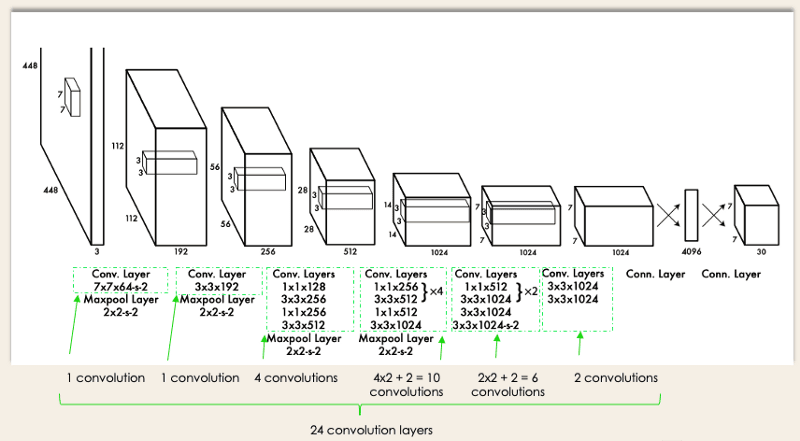 448
7
7
448
3
112
3
3
112
192
56
3
3
56
256
28
3
3
28
512
14
3
3
14
1024
7
3
3
7
1024
7
7
1024
4096
7
7
30
Conv. Layer
7x7x64-s-2
Maxpool Layer
2x2-s-2
Conv. Layer
3x3x192
Maxpool Layer
2x2-s-2
Conv. Layers
1x1x128
3x3x256
1x1x256
3x3x512
Maxpool Layer
2x2-s-2
Conv. Layers
1x1x256
3x3x512
}×4
1x1x512
3x3x1024
Maxpool Layer
2x2-s-2
Conv. Layers
1x1x512
3x3x1024
}×2
3x3x1024
3x3x1024-s-2
Conv. Layers
3x3x1024
3x3x1024
Conn. Layer
Conn. Layer
1 convolution
1 convolution
4 convolutions
4x2 + 2 = 10
convolutions
2x2 + 2 = 6
convolutions
2 convolutions
24 convolution layers